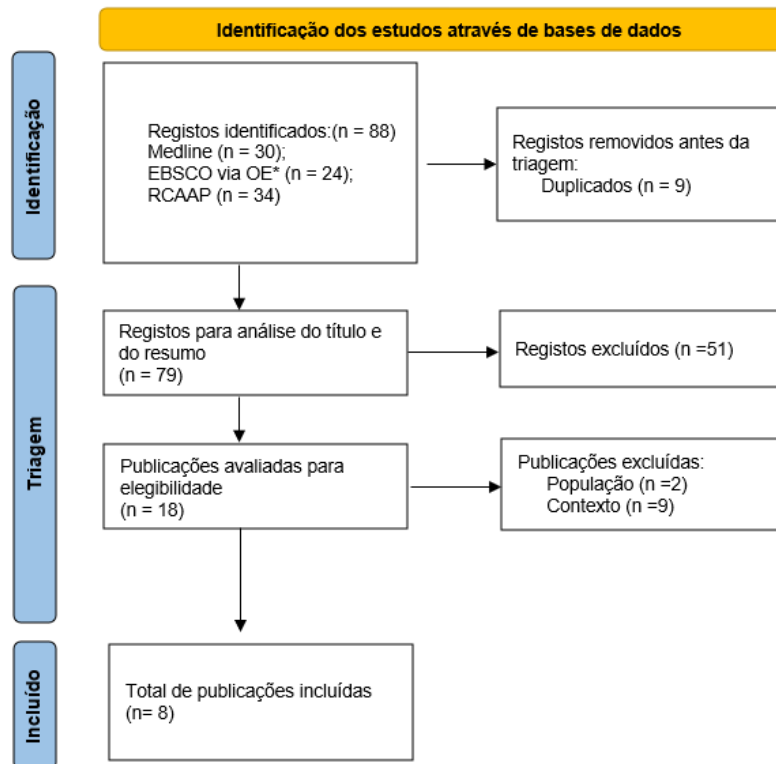 Identificação dos estudos através de bases de dados
Identificação
Registos identificados:(n = 88)
Medline (n = 30);
EBSCO via OE* (n = 24);
RCAAP (n = 34)
Registos removidos antes da
triagem:
Duplicados (n = 9)
Triagem
Registos para análise do título e
do resumo
(n = 79)
Registos excluídos (n =51)
Publicações avaliadas para
elegibilidade
(n = 18)
Publicações excluídas:
População (n =2)
Contexto (n =9)
Incluído
Total de publicações incluídas
(n= 8)